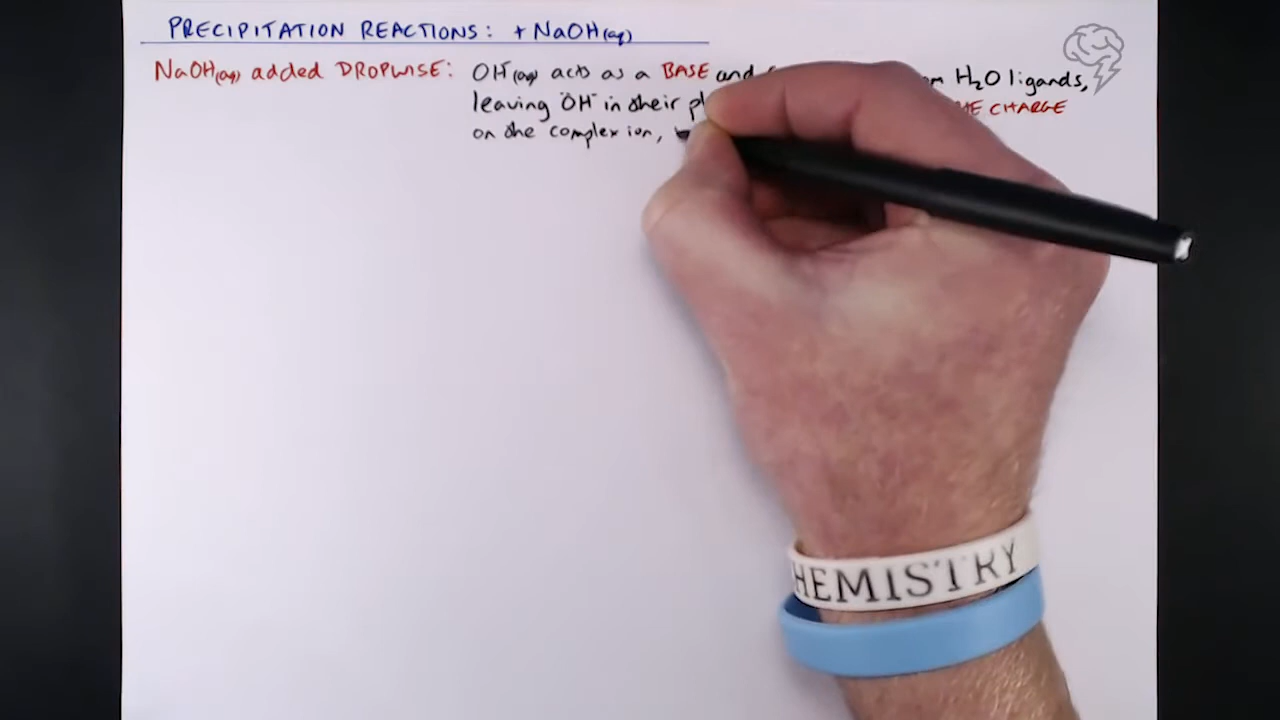 PRECIPITATION REACTIONS: + NaOH(aq)
NaOH(aq) added DROPWISE: OH⁻(aq) acts as a BASE and H₂O ligands,
leaving OH⁻ in their CHARGE
on the complex ion,
HEMISTRY